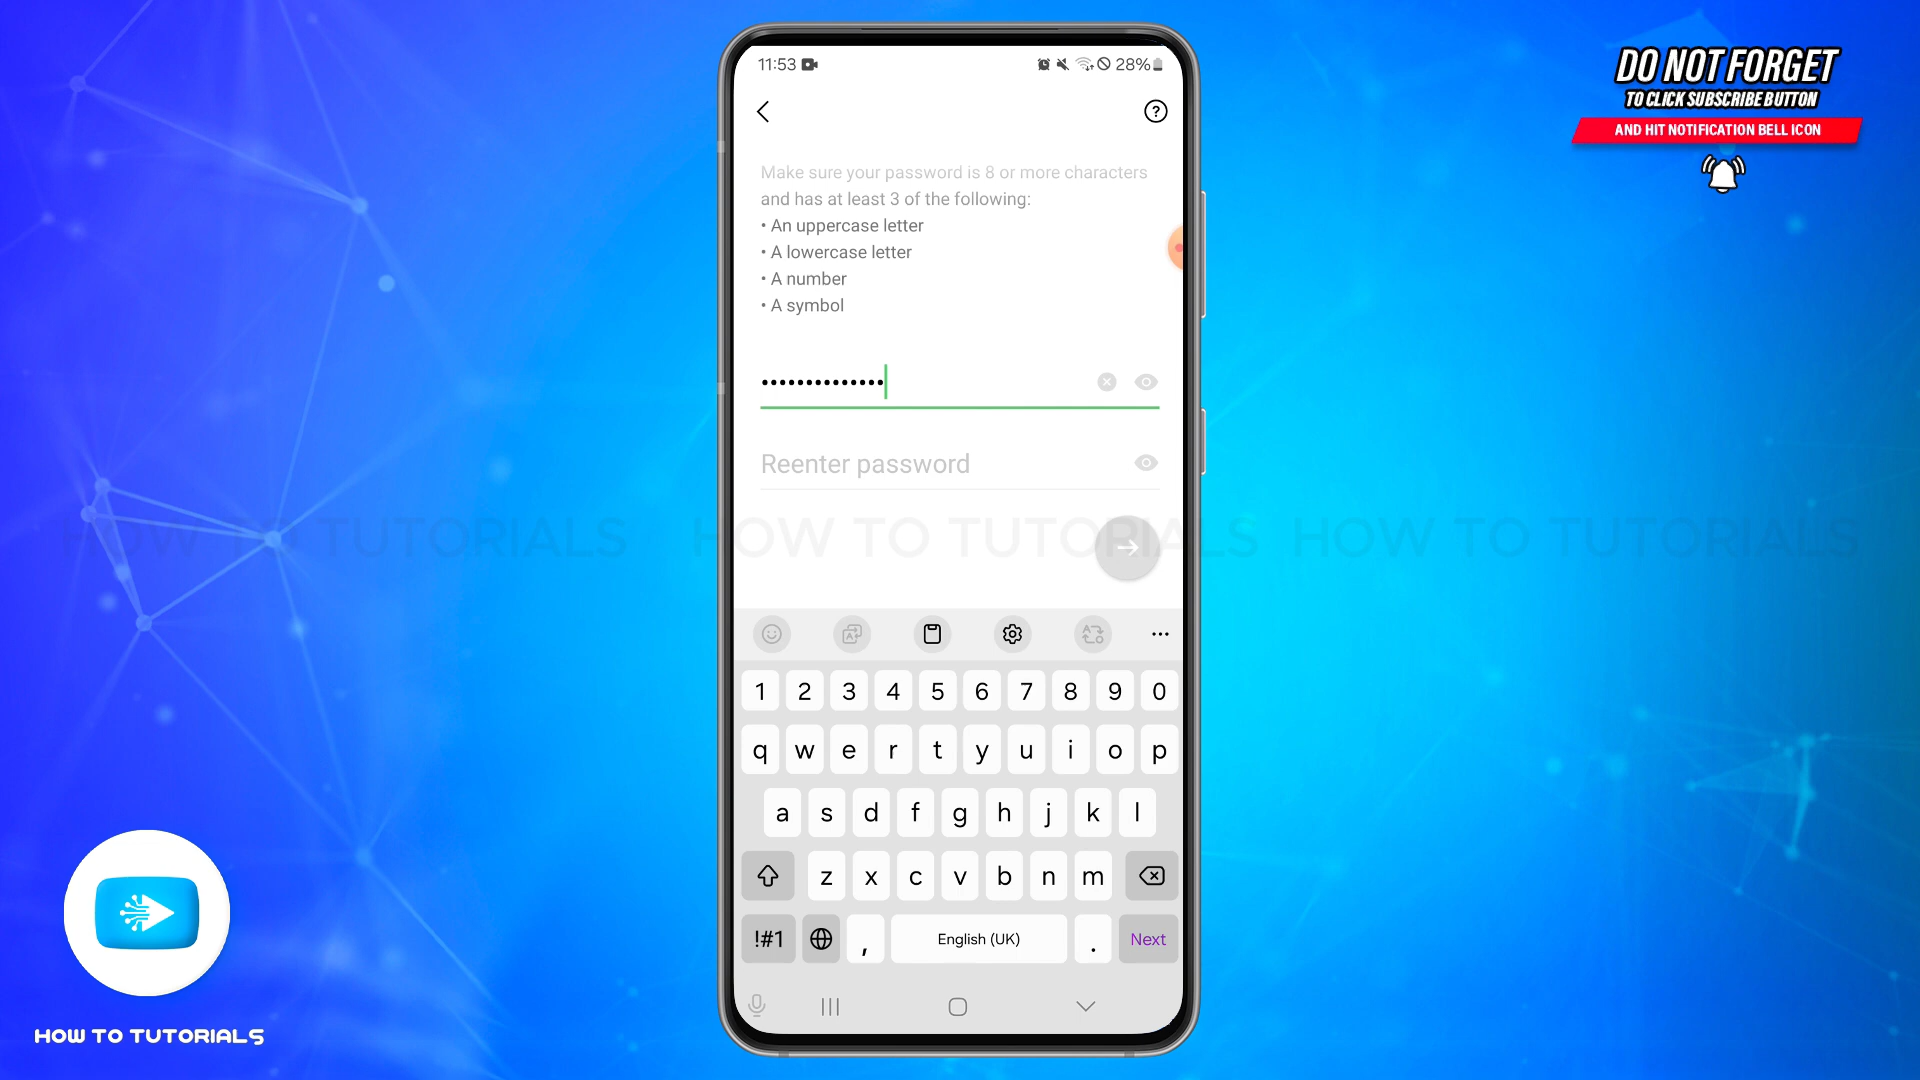 DO NOT FORGET
TO CLICK SUBSCRIBE BUTTON
AND HIT NOTIFICATION BELL ICON
11:53
28%
Make sure your password is 8 or more characters
and has at least 3 of the following:
• An uppercase letter
• A lowercase letter
• A number
• A symbol
••••••••••••••
Reenter password
HOW TO TUTORIALS HOW TO TUTORIALS HOW TO TUTORIALS
1 2 3 4 5 6 7 8 9 0
q w e r t y u i o p
a s d f g h j k l
z x c v b n m
!#1 , English (UK) . Next
HOW TO TUTORIALS